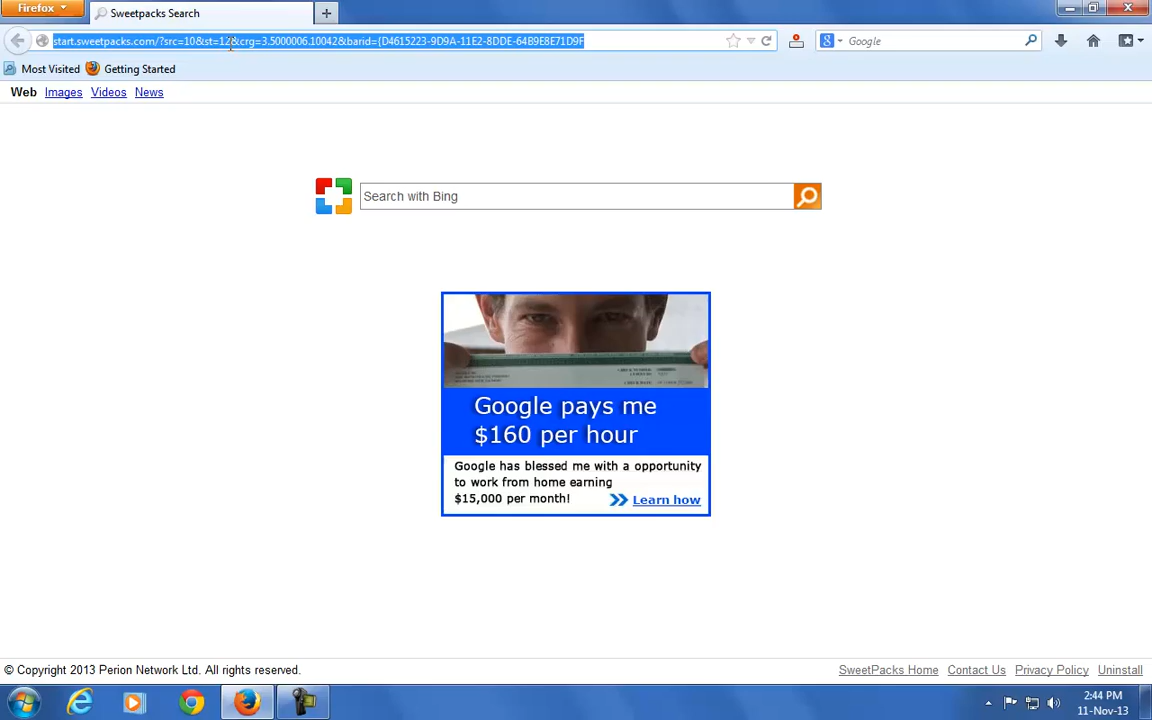 Firefox
Sweetpacks Search
start.sweetpacks.com/?src=10&st=12&crg=3.5000006.10042&barid={D4615223-9D9A-11E2-8DDE-64B9E8E71D9F
Google
Most Visited
Getting Started
Web Images Videos News
Search with Bing
Google pays me
$160 per hour
Google has blessed me with a opportunity
to work from home earning
$15,000 per month!
Learn how
© Copyright 2013 Perion Network Ltd. All rights reserved.
SweetPacks Home
Contact Us
Privacy Policy
Uninstall
2:44 PM
11-Nov-13